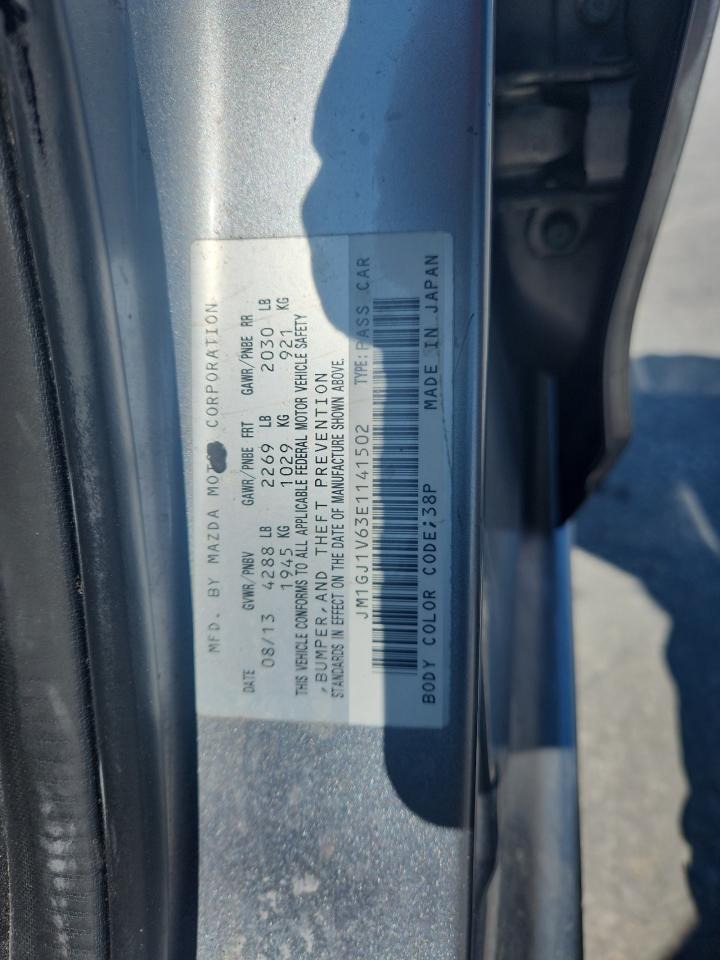 MFD. BY MAZDA MOTOR CORPORATION
DATE GVWR/PNBV GAWR/PNBE FRT GAWR/PNBE RR
08/13 4288 LB 2269 LB 2030 LB
1945 KG 1029 KG 921 KG
THIS VEHICLE CONFORMS TO ALL APPLICABLE FEDERAL MOTOR VEHICLE SAFETY
,BUMPER,AND THEFT PREVENTION
STANDARDS IN EFFECT ON THE DATE OF MANUFACTURE SHOWN ABOVE.
JM1GJ1V63E1141502 TYPE:PASS CAR
BODY COLOR CODE;38P MADE IN JAPAN